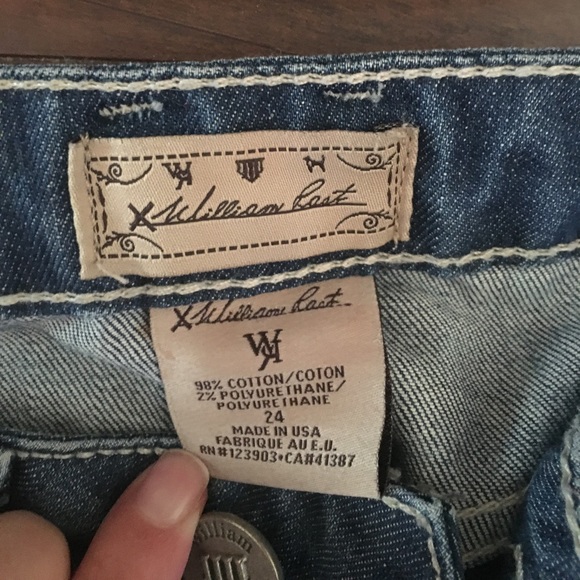 X William Rast
X William Rast
WR
98% COTTON/COTON
2% POLYURETHANE/
POLYURETHANE
24
MADE IN USA
FABRIQUE AU E.U.
RN#123903•CA#41387
William